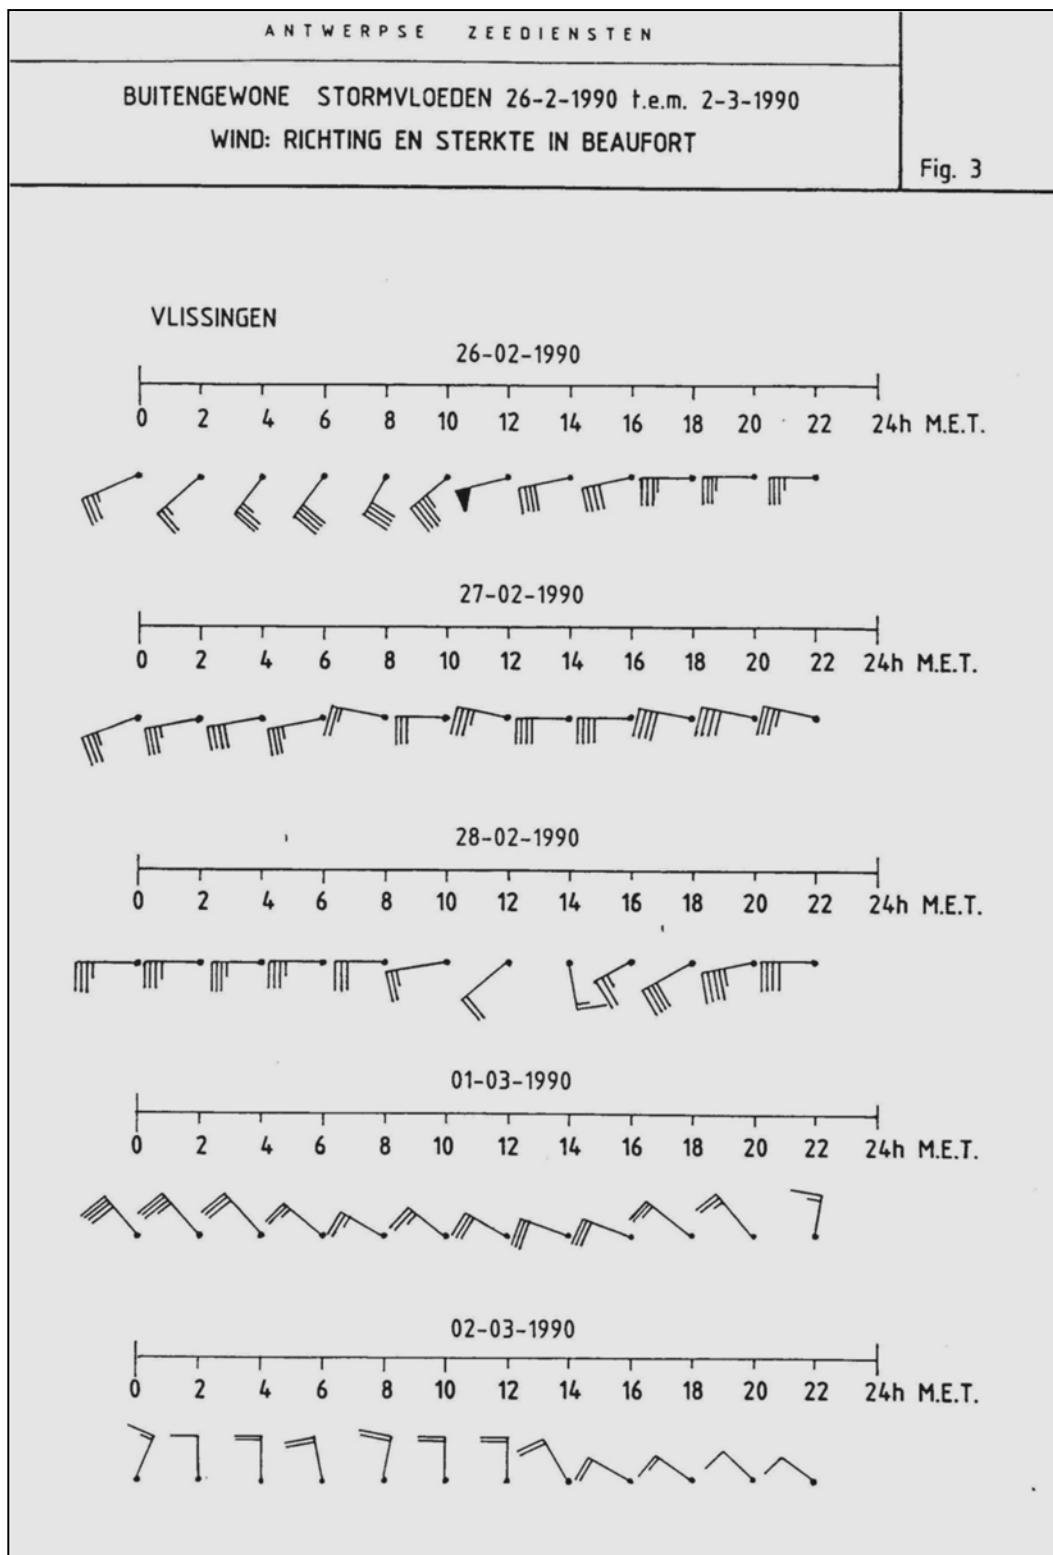 ANTWERPSE ZEEDIENSTEN
BUITENGEWONE STORMVLOEDEN 26-2-1990 t.e.m. 2-3-1990
WIND: RICHTING EN STERKTE IN BEAUFORT
Fig. 3
VLISSINGEN
26-02-1990
0 2 4 6 8 10 12 14 16 18 20 22 24h M.E.T.
27-02-1990
0 2 4 6 8 10 12 14 16 18 20 22 24h M.E.T.
28-02-1990
0 2 4 6 8 10 12 14 16 18 20 22 24h M.E.T.
01-03-1990
0 2 4 6 8 10 12 14 16 18 20 22 24h M.E.T.
02-03-1990
0 2 4 6 8 10 12 14 16 18 20 22 24h M.E.T.